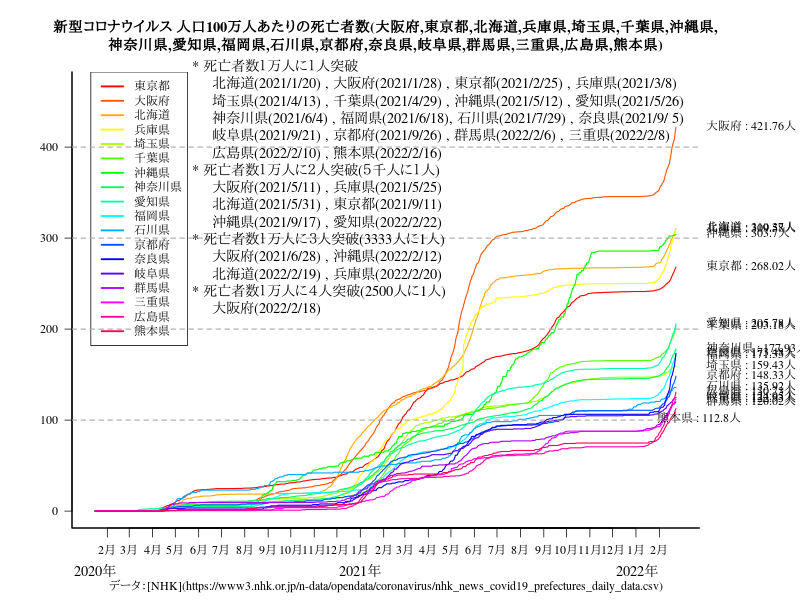 新型コロナウイルス 人口100万人あたりの死亡者数(大阪府,東京都,北海道,兵庫県,埼玉県,千葉県,沖縄県,
神奈川県,愛知県,福岡県,石川県,京都府,奈良県,岐阜県,群馬県,三重県,広島県,熊本県)
* 死亡者数1万人に1人突破
北海道(2021/1/20) , 大阪府(2021/1/28) , 東京都(2021/2/25) , 兵庫県(2021/3/8)
埼玉県(2021/4/13) , 千葉県(2021/4/29) , 沖縄県(2021/5/12) , 愛知県(2021/5/26)
神奈川県(2021/6/4) , 福岡県(2021/6/18), 石川県(2021/7/29) , 奈良県(2021/9/ 5)
岐阜県(2021/9/21) , 京都府(2021/9/26) , 群馬県(2022/2/6) , 三重県(2022/2/8)
広島県(2022/2/10) , 熊本県(2022/2/16)
* 死亡者数1万人に2人突破(5千人に1人)
大阪府(2021/5/11) , 兵庫県(2021/5/25)
北海道(2021/5/31) , 東京都(2021/9/11)
沖縄県(2021/9/17) , 愛知県(2022/2/22)
* 死亡者数1万人に3人突破(3333人に1人)
大阪府(2021/6/28) , 沖縄県(2022/2/12)
北海道(2022/2/19) , 兵庫県(2022/2/20)
* 死亡者数1万人に4人突破(2500人に1人)
大阪府(2022/2/18)
東京都
大阪府
北海道
兵庫県
埼玉県
千葉県
沖縄県
神奈川県
愛知県
福岡県
石川県
京都府
奈良県
岐阜県
群馬県
三重県
広島県
熊本県
400
300
200
100
0
大阪府 : 421.76人
東京都 : 268.02人
埼玉県 : 159.43人
京都府 : 148.33人
熊本県 : 112.8人
2月 3月 4月 5月 6月 7月 8月 9月 10月 11月 12月 1月 2月 3月 4月 5月 6月 7月 8月 9月 10月 11月 12月 1月 2月
2020年 2021年 2022年
データ : [NHK](https://www3.nhk.or.jp/n-data/opendata/coronavirus/nhk_news_covid19_prefectures_daily_data.csv)